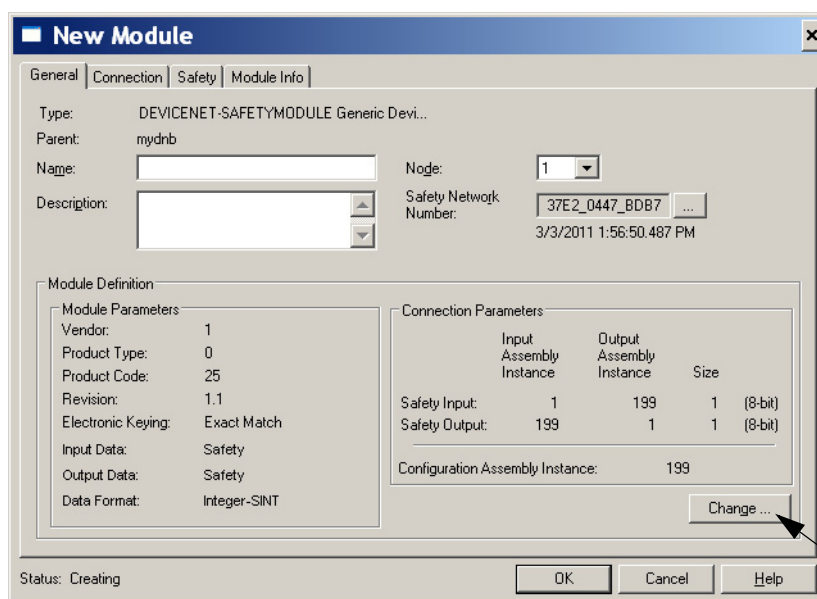 New Module
General Connection Safety Module Info
Type: DEVICENET-SAFETYMODULE Generic Devi...
Parent: mydnb
Name:
Node: 1
Description:
Safety Network
Number:
37E2_0447_BDB7 ...
3/3/2011 1:56:50.487 PM
Module Definition
Module Parameters
Vendor: 1
Product Type: 0
Product Code: 25
Revision: 1.1
Electronic Keying: Exact Match
Input Data: Safety
Output Data: Safety
Data Format: Integer-SINT
Connection Parameters
Input Output
Assembly Assembly
Instance Instance Size
Safety Input: 1 199 1 (8-bit)
Safety Output: 199 1 1 (8-bit)
Configuration Assembly Instance: 199
Change ...
Status: Creating
OK Cancel Help